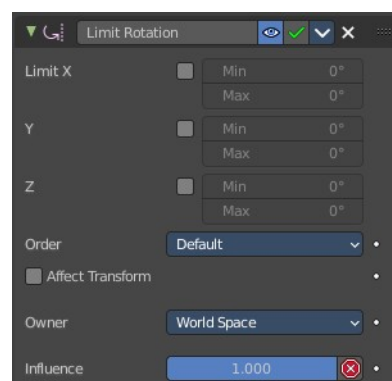 Limit Rotation
Limit X Min 0°
Max 0°
Y Min 0°
Max 0°
Z Min 0°
Max 0°
Order Default
Affect Transform
Owner World Space
Influence 1.000